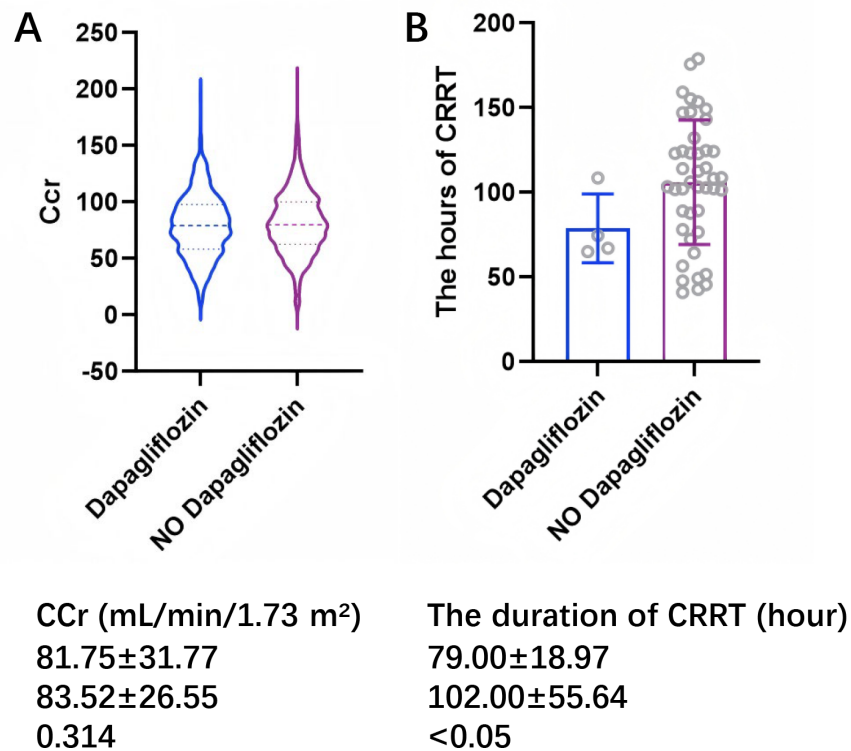 A
B
250
200
150
100
50
0
-50
Ccr
Dapagliflozin
NO Dapagliflozin
200
150
100
50
0
The hours of CRRT
Dapagliflozin
NO Dapagliflozin
CCr (mL/min/1.73 m²)
81.75±31.77
83.52±26.55
0.314
The duration of CRRT (hour)
79.00±18.97
102.00±55.64
<0.05